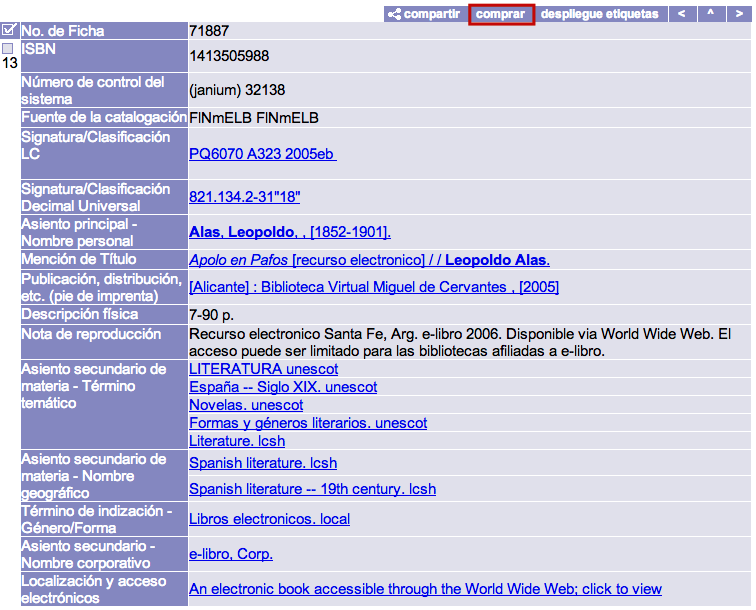 compartir comprar despliegue etiquetas < ^ >
No. de Ficha 71887
13
ISBN 1413505988
Número de control del
sistema
(janium) 32138
Fuente de la catalogación FlNmELB FlNmELB
Signatura/Clasificación
LC
PQ6070 A323 2005eb
Signatura/Clasificación
Decimal Universal
821.134.2-31"18"
Asiento principal -
Nombre personal
Alas, Leopoldo, , [1852-1901].
Mención de Título Apolo en Pafos [recurso electronico] / / Leopoldo Alas.
Publicación, distribución,
etc. (pie de imprenta)
[Alicante] : Biblioteca Virtual Miguel de Cervantes , [2005]
Descripción física 7-90 p.
Nota de reproducción Recurso electronico Santa Fe, Arg. e-libro 2006. Disponible via World Wide Web. El
acceso puede ser limitado para las bibliotecas afiliadas a e-libro.
Asiento secundario de
materia - Término
temático
LITERATURA unescot
España -- Siglo XIX. unescot
Novelas. unescot
Formas y géneros literarios. unescot
Literature. lcsh
Asiento secundario de
materia - Nombre
geográfico
Spanish literature. lcsh
Spanish literature -- 19th century. lcsh
Término de indización -
Género/Forma
Libros electronicos. local
Asiento secundario -
Nombre corporativo
e-libro, Corp.
Localización y acceso
electrónicos
An electronic book accessible through the World Wide Web; click to view